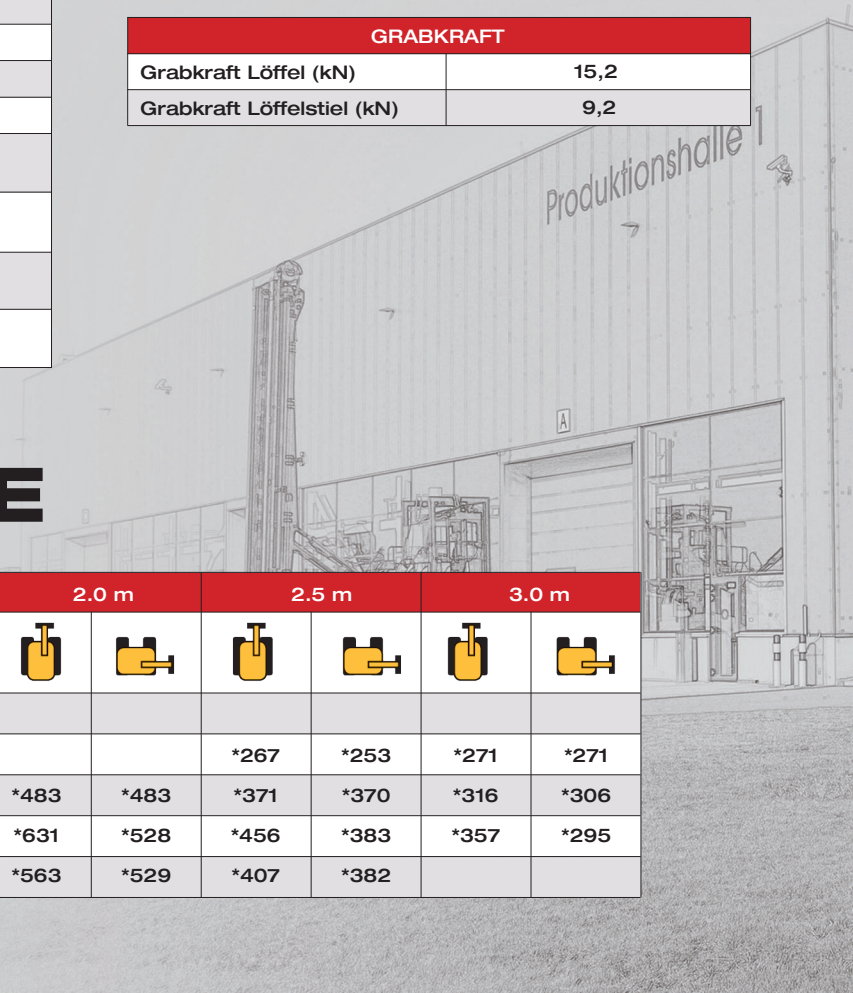 GRABKRAFT
Grabkraft Löffel (kN) 15,2
Grabkraft Löffelstiel (kN) 9,2
Produktionshalle 1
A
E
2.0 m 2.5 m 3.0 m
*267 *253 *271 *271
*483 *483 *371 *370 *316 *306
*631 *528 *456 *383 *357 *295
*563 *529 *407 *382